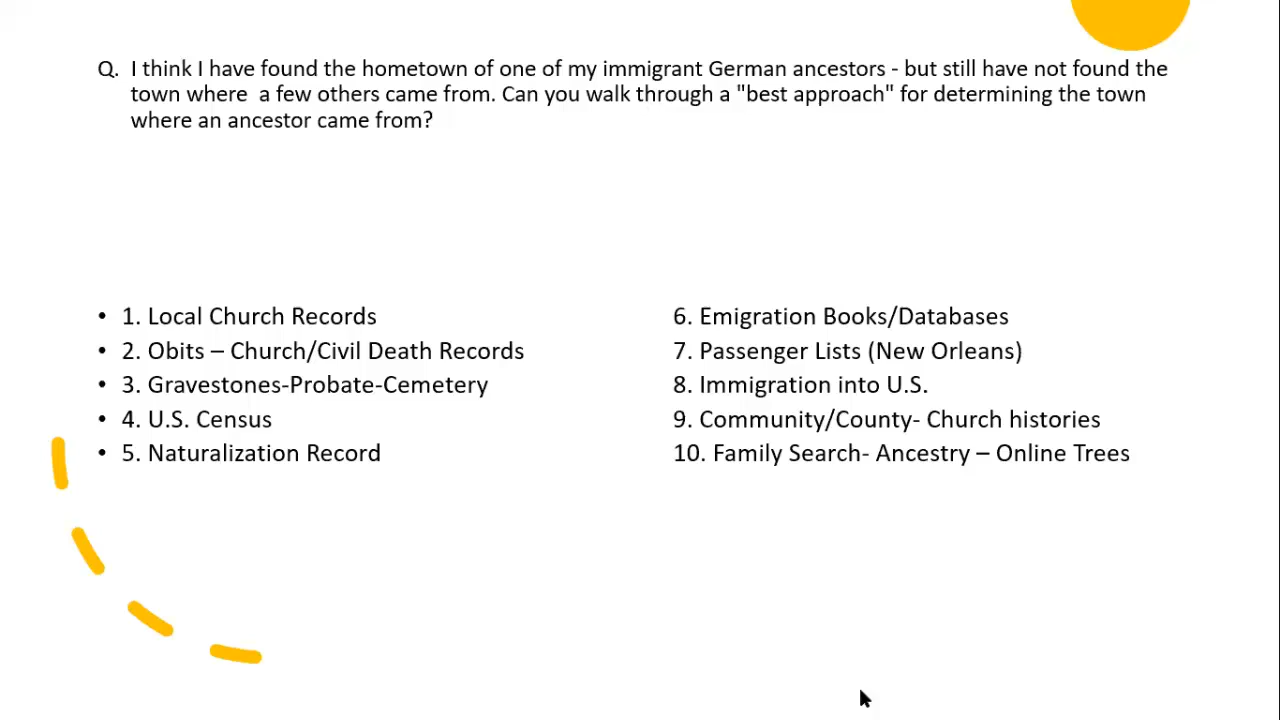 Q. I think I have found the hometown of one of my immigrant German ancestors - but still have not found the
town where a few others came from. Can you walk through a "best approach" for determining the town
where an ancestor came from?
• 1. Local Church Records
• 2. Obits – Church/Civil Death Records
• 3. Gravestones-Probate-Cemetery
• 4. U.S. Census
• 5. Naturalization Record
6. Emigration Books/Databases
7. Passenger Lists (New Orleans)
8. Immigration into U.S.
9. Community/County- Church histories
10. Family Search- Ancestry – Online Trees